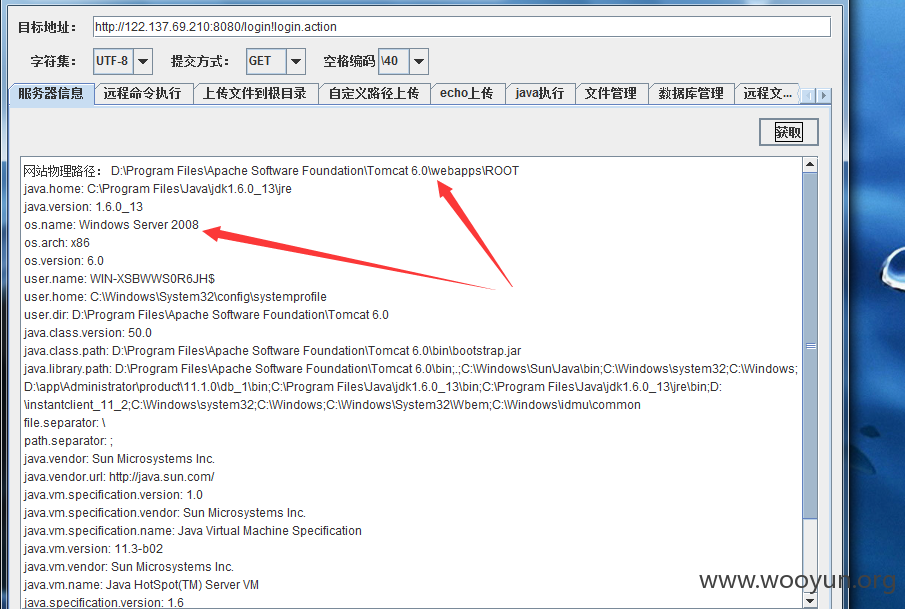 目标地址： http://122.137.69.210:8080/login!login.action
字符集： UTF-8 提交方式： GET 空格编码 \40
服务器信息 远程命令执行 上传文件到根目录 自定义路径上传 echo上传 java执行 文件管理 数据库管理 远程文...
获取
网站物理路径： D:\Program Files\Apache Software Foundation\Tomcat 6.0\webapps\ROOT
java.home: C:\Program Files\Java\jdk1.6.0_13\jre
java.version: 1.6.0_13
os.name: Windows Server 2008
os.arch: x86
os.version: 6.0
user.name: WIN-XSBWWS0R6JH$
user.home: C:\Windows\System32\config\systemprofile
user.dir: D:\Program Files\Apache Software Foundation\Tomcat 6.0
java.class.version: 50.0
java.class.path: D:\Program Files\Apache Software Foundation\Tomcat 6.0\bin\bootstrap.jar
java.library.path: D:\Program Files\Apache Software Foundation\Tomcat 6.0\bin;.;C:\Windows\Sun\Java\bin;C:\Windows\system32;C:\Windows;
D:\app\Administrator\product\11.1.0\db_1\bin;C:\Program Files\Java\jdk1.6.0_13\bin;C:\Program Files\Java\jdk1.6.0_13\jre\bin;D:
\instantclient_11_2;C:\Windows\system32;C:\Windows;C:\Windows\System32\Wbem;C:\Windows\idmu\common
file.separator: \
path.separator: ;
java.vendor: Sun Microsystems Inc.
java.vendor.url: http://java.sun.com/
java.vm.specification.version: 1.0
java.vm.specification.vendor: Sun Microsystems Inc.
java.vm.specification.name: Java Virtual Machine Specification
java.vm.version: 11.3-b02
java.vm.vendor: Sun Microsystems Inc.
java.vm.name: Java HotSpot(TM) Server VM
java.specification.version: 1.6
www.wooyun.org